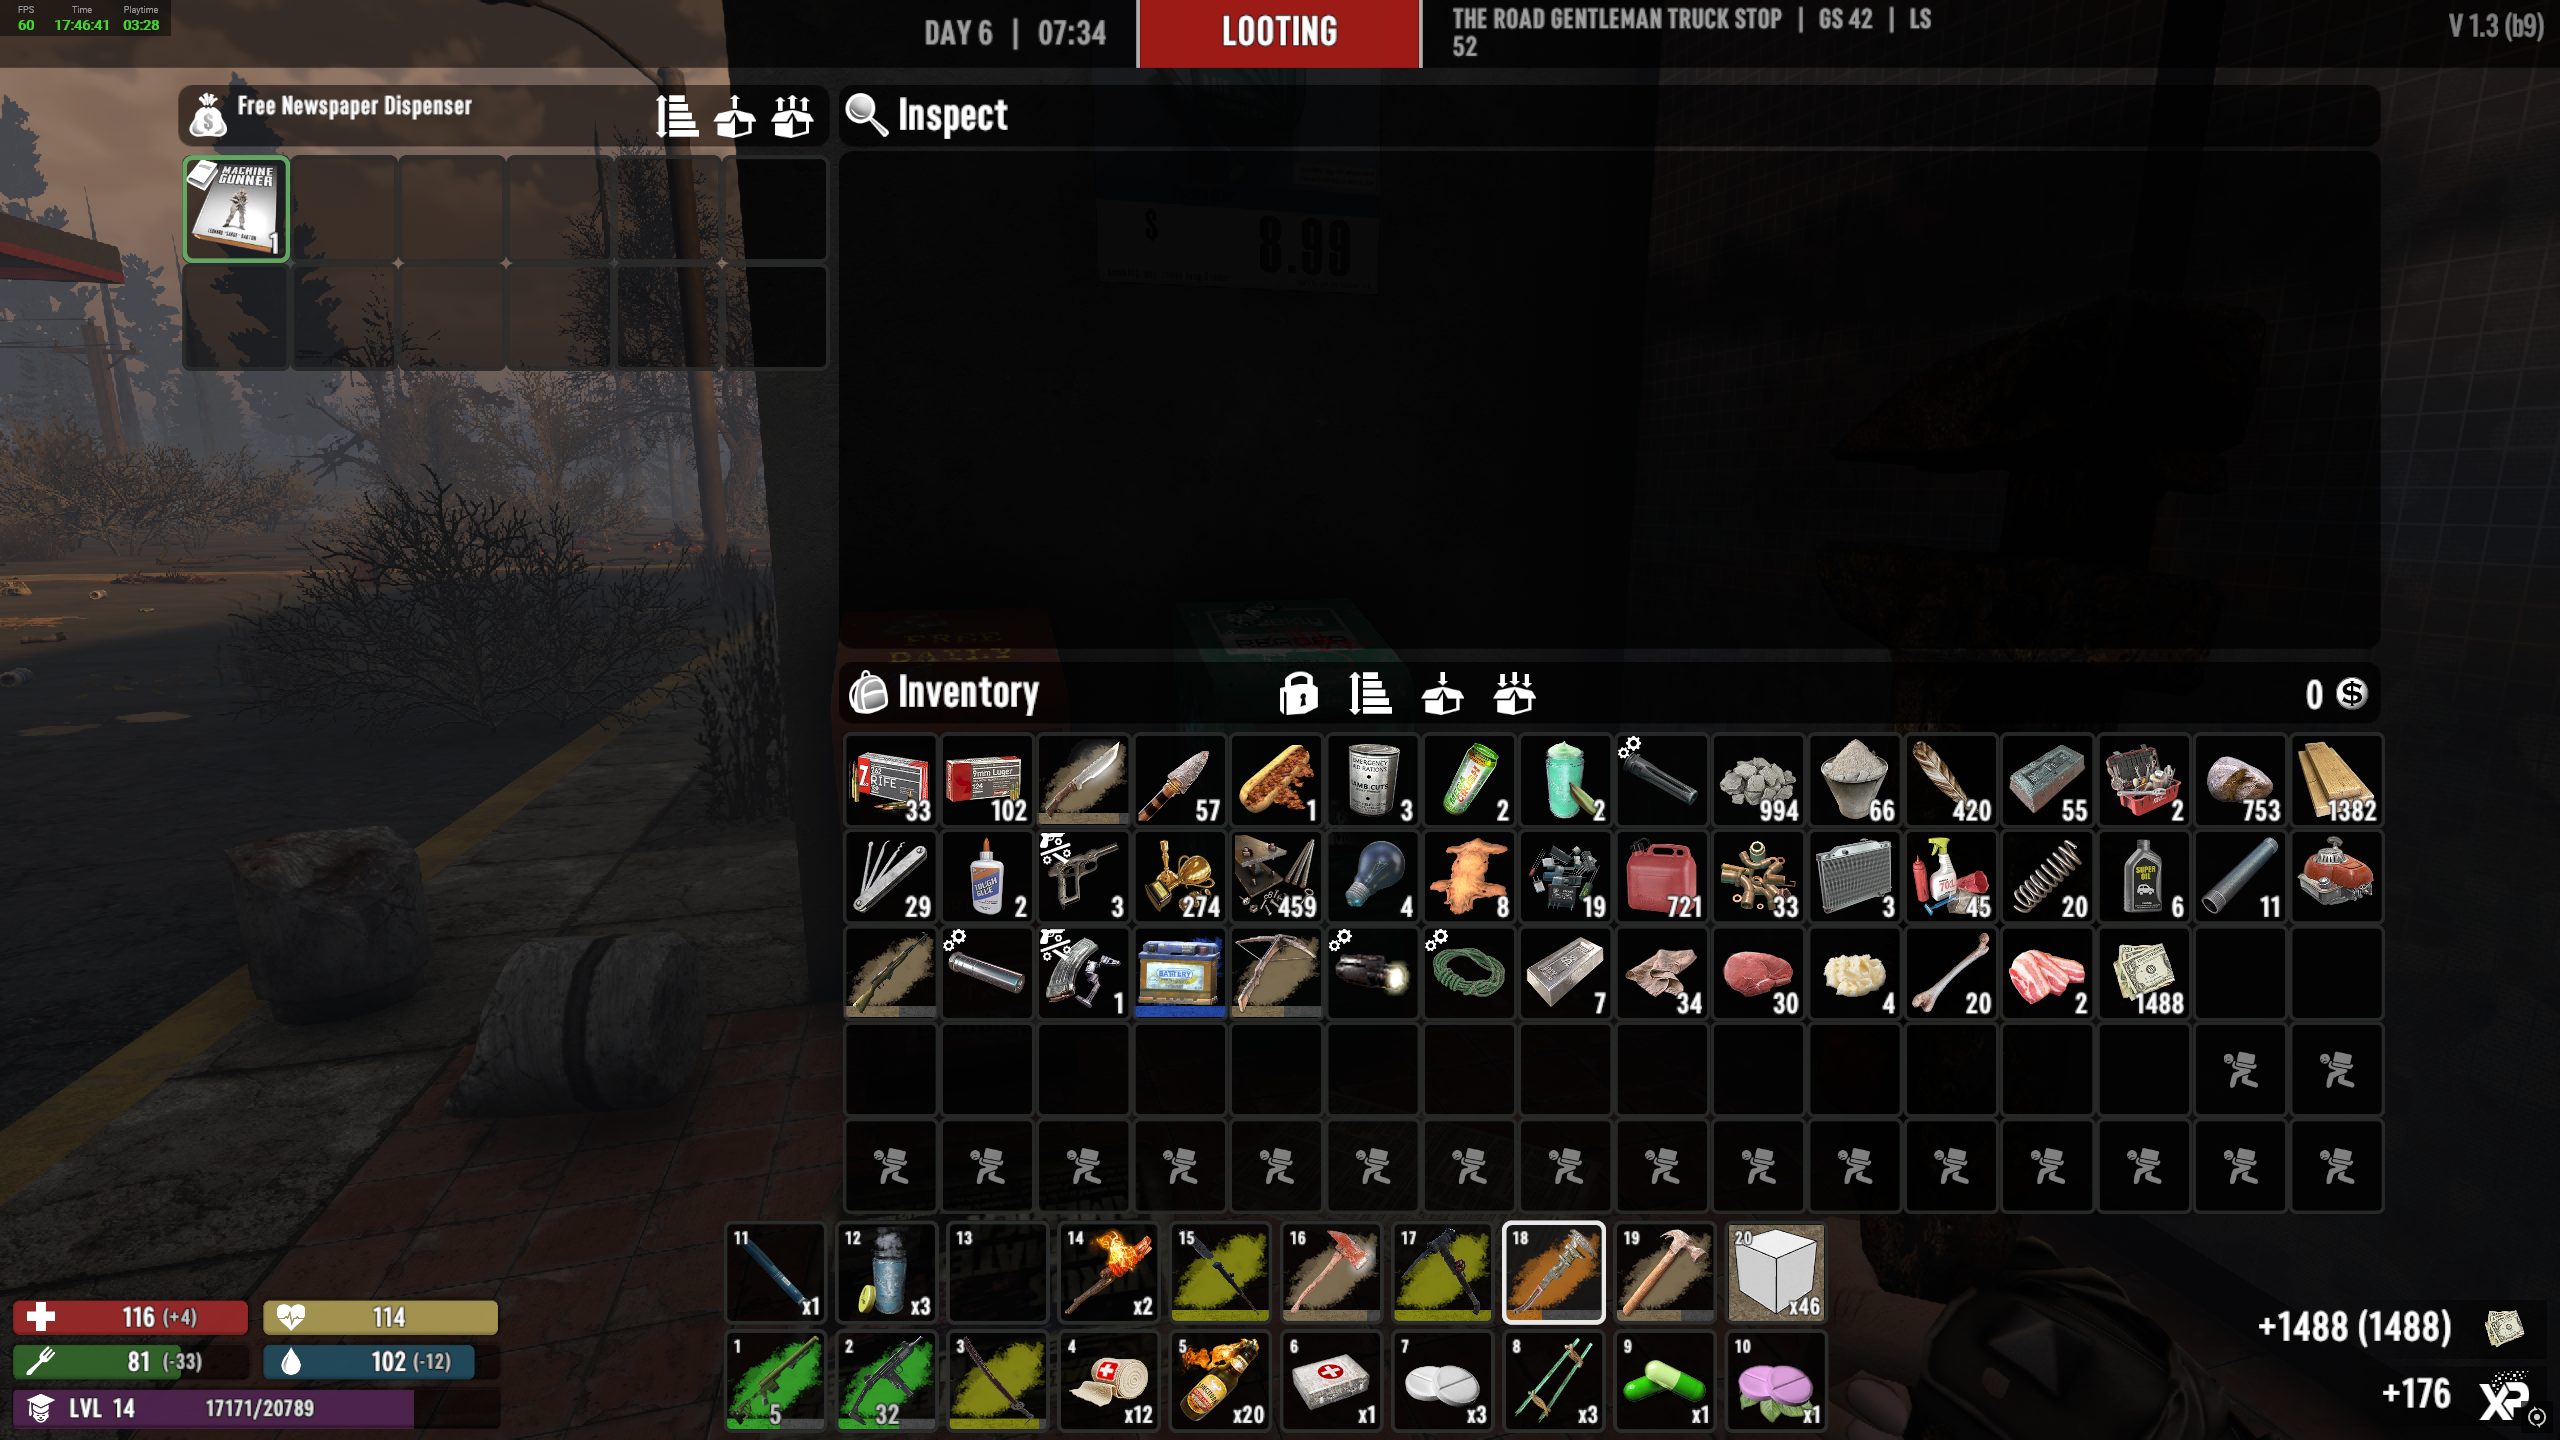 FPS Time Playtime
60 17:46:41 03:28
DAY 6 | 07:34
LOOTING
THE ROAD GENTLEMAN TRUCK STOP | GS 42 | LS
52
V 1.3 (b9)
Free Newspaper Dispenser
Inspect
MACHINE
GUNNER
1
$ 8.99
FREE
DAILY
Inventory
0
33 102 57 1 3 2 2 994 66 420 55 2 753 1382
29 2 3 274 459 4 8 19 721 33 3 45 20 6 11
1 7 34 30 4 20 2 1488
11 12 13 14 15 16 17 18 19 20
x1 x3 x2 x46
1 2 3 4 5 6 7 8 9 10
5 32 x12 x20 x1 x3 x3 x1 x1
116 (+4) 114
81 (-33) 102 (-12)
LVL 14 17171/20789
+1488 (1488)
+176 XP